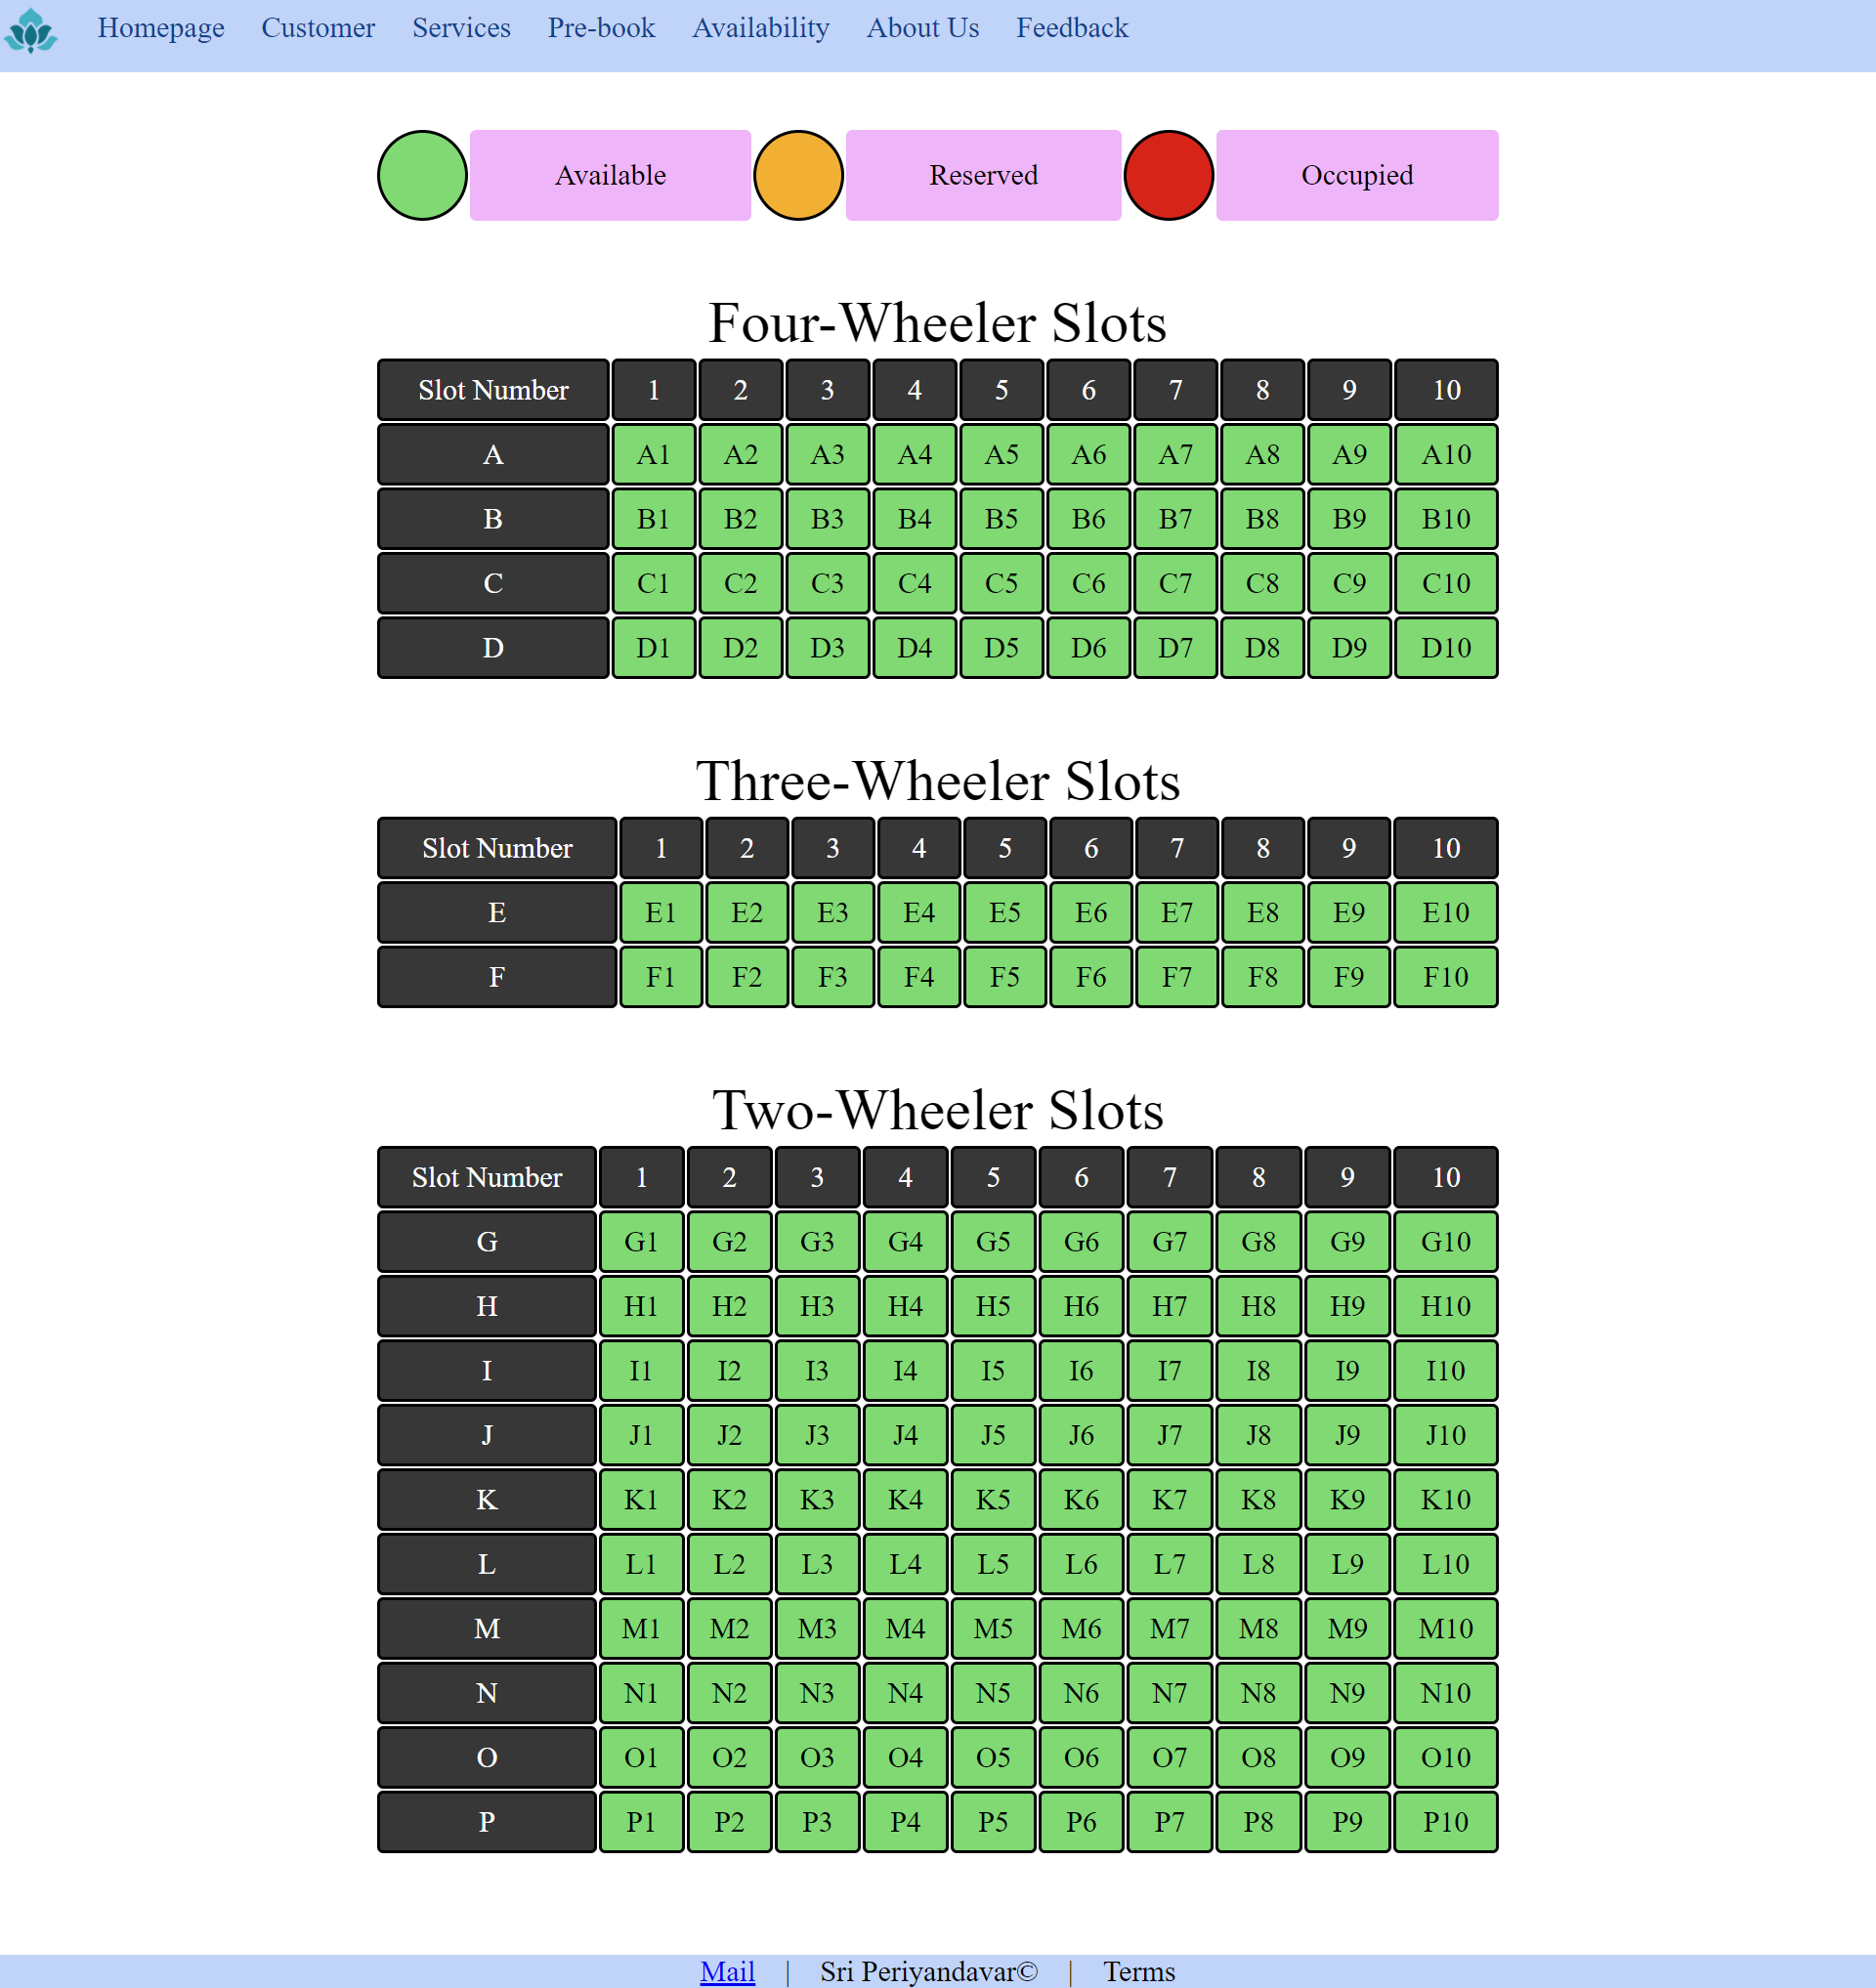 Homepage Customer Services Pre-book Availability About Us Feedback
Available Reserved Occupied
Four-Wheeler Slots
Slot Number 1 2 3 4 5 6 7 8 9 10
A A1 A2 A3 A4 A5 A6 A7 A8 A9 A10
B B1 B2 B3 B4 B5 B6 B7 B8 B9 B10
C C1 C2 C3 C4 C5 C6 C7 C8 C9 C10
D D1 D2 D3 D4 D5 D6 D7 D8 D9 D10
Three-Wheeler Slots
Slot Number 1 2 3 4 5 6 7 8 9 10
E E1 E2 E3 E4 E5 E6 E7 E8 E9 E10
F F1 F2 F3 F4 F5 F6 F7 F8 F9 F10
Two-Wheeler Slots
Slot Number 1 2 3 4 5 6 7 8 9 10
G G1 G2 G3 G4 G5 G6 G7 G8 G9 G10
H H1 H2 H3 H4 H5 H6 H7 H8 H9 H10
I I1 I2 I3 I4 I5 I6 I7 I8 I9 I10
J J1 J2 J3 J4 J5 J6 J7 J8 J9 J10
K K1 K2 K3 K4 K5 K6 K7 K8 K9 K10
L L1 L2 L3 L4 L5 L6 L7 L8 L9 L10
M M1 M2 M3 M4 M5 M6 M7 M8 M9 M10
N N1 N2 N3 N4 N5 N6 N7 N8 N9 N10
O O1 O2 O3 O4 O5 O6 O7 O8 O9 O10
P P1 P2 P3 P4 P5 P6 P7 P8 P9 P10
Mail | Sri Periyandavar© | Terms